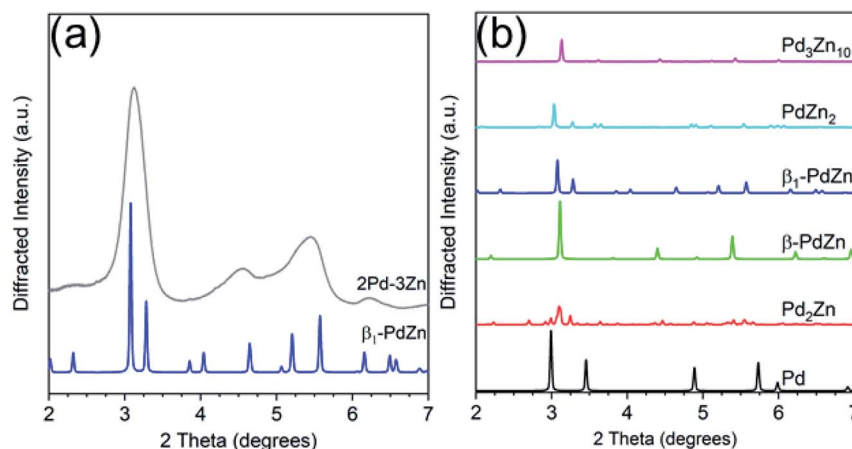 (a)
Diffracted Intensity (a.u.)
2Pd-3Zn
β₁-PdZn
2 3 4 5 6 7
2 Theta (degrees)
(b)
Diffracted Intensity (a.u.)
Pd₃Zn₁₀
PdZn₂
β₁-PdZn
β-PdZn
Pd₂Zn
Pd
2 3 4 5 6 7
2 Theta (degrees)